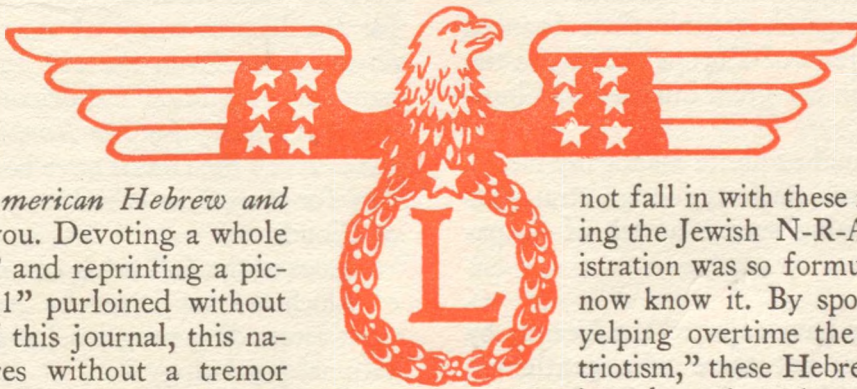 merican Hebrew and
you. Devoting a whole
” and reprinting a pic-
1” purloined without
this journal, this na-
es without a tremor
L
not fall in with these
ing the Jewish N-R-A
istration was so formu
now know it. By spo
yelping overtime the
triotism,” these Hebre